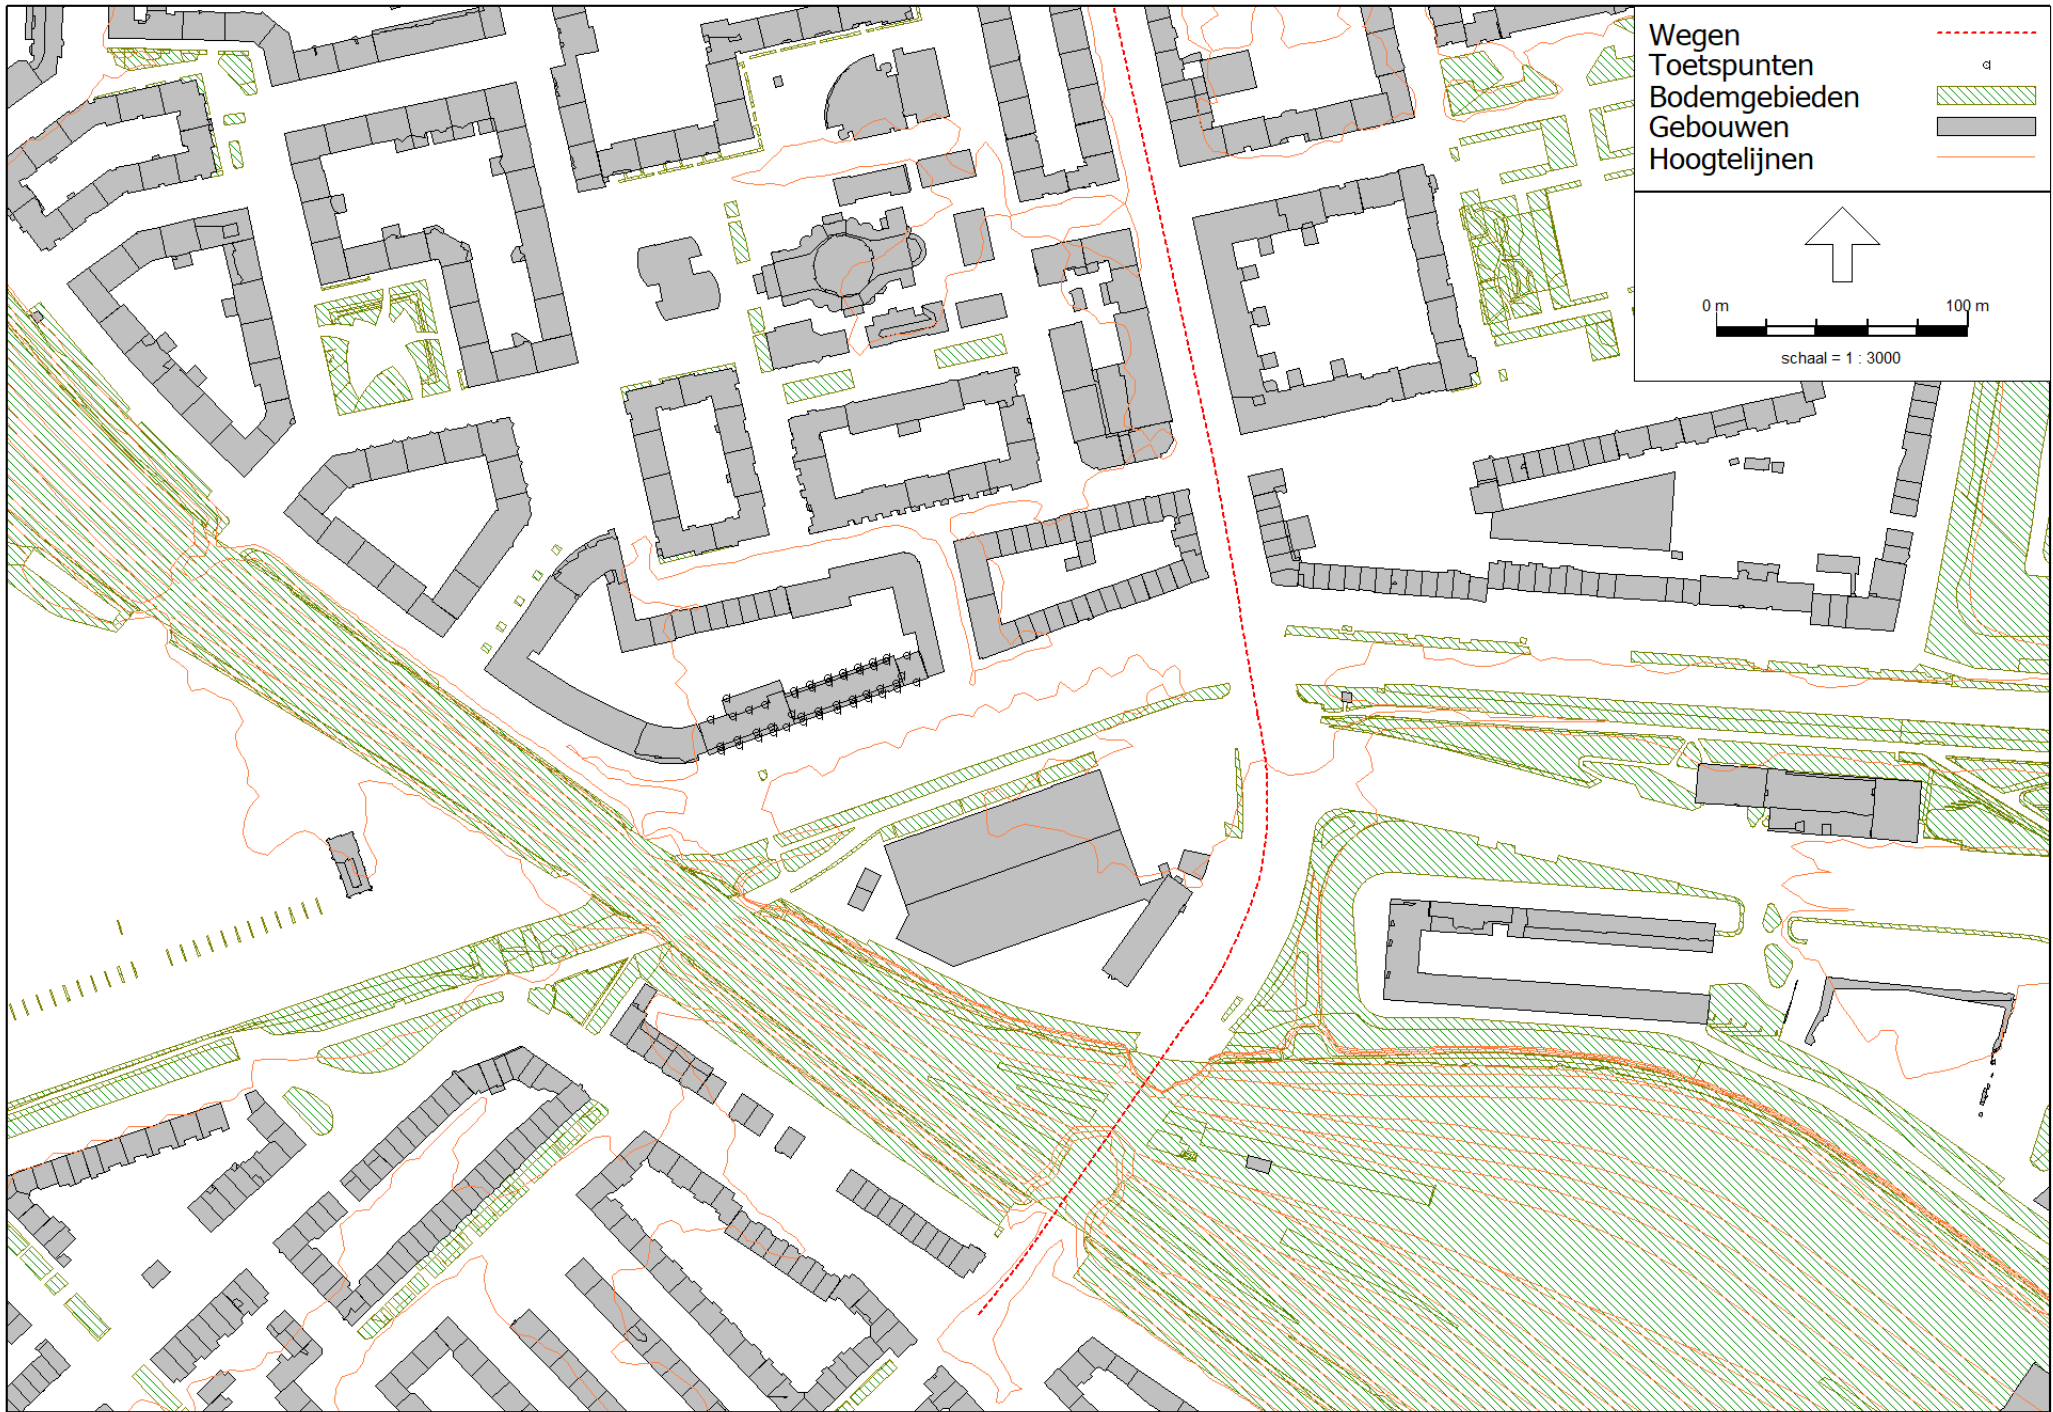 Wegen
Toetspunten
Bodemgebieden
Gebouwen
Hoogtelijnen
0 m 100 m
schaal = 1 : 3000